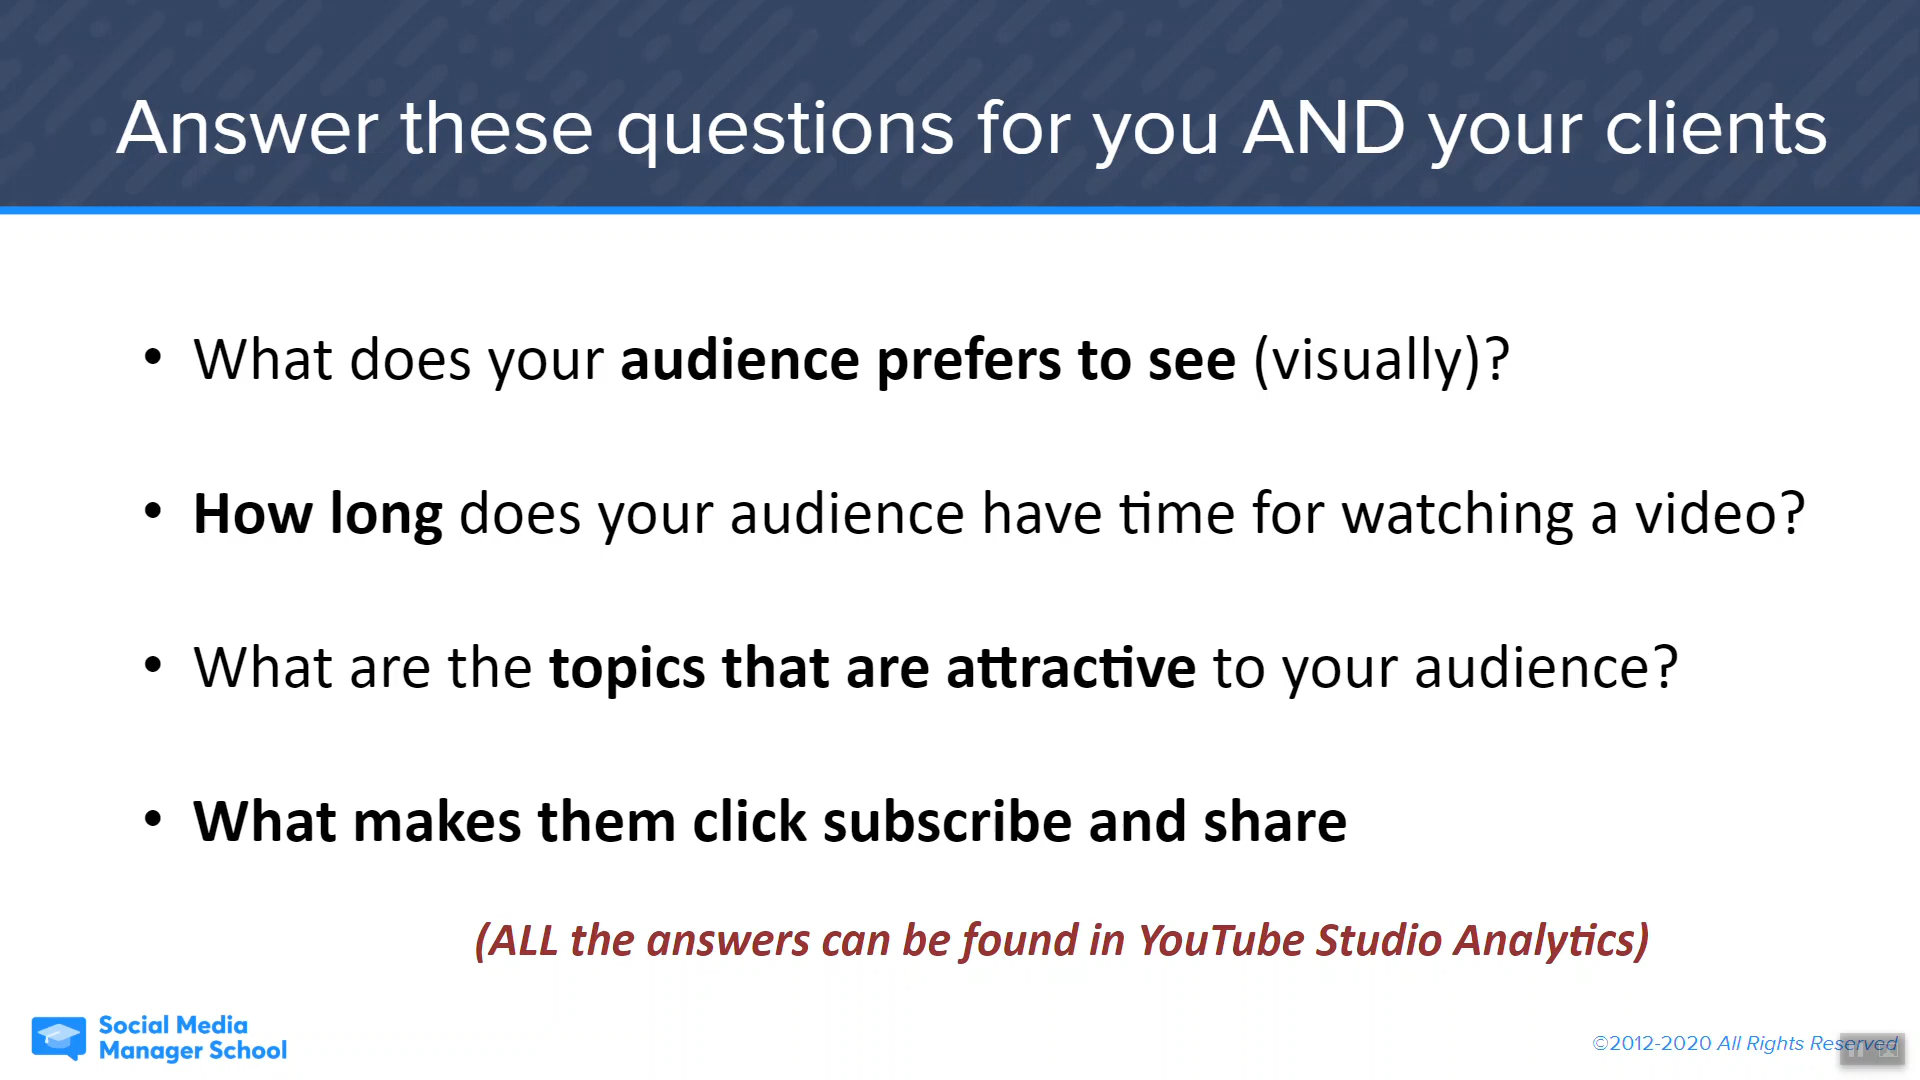 Answer these questions for you AND your clients
• What does your audience prefers to see (visually)?
• How long does your audience have time for watching a video?
• What are the topics that are attractive to your audience?
• What makes them click subscribe and share
(ALL the answers can be found in YouTube Studio Analytics)
Social Media
Manager School
©2012-2020 All Rights Reserved